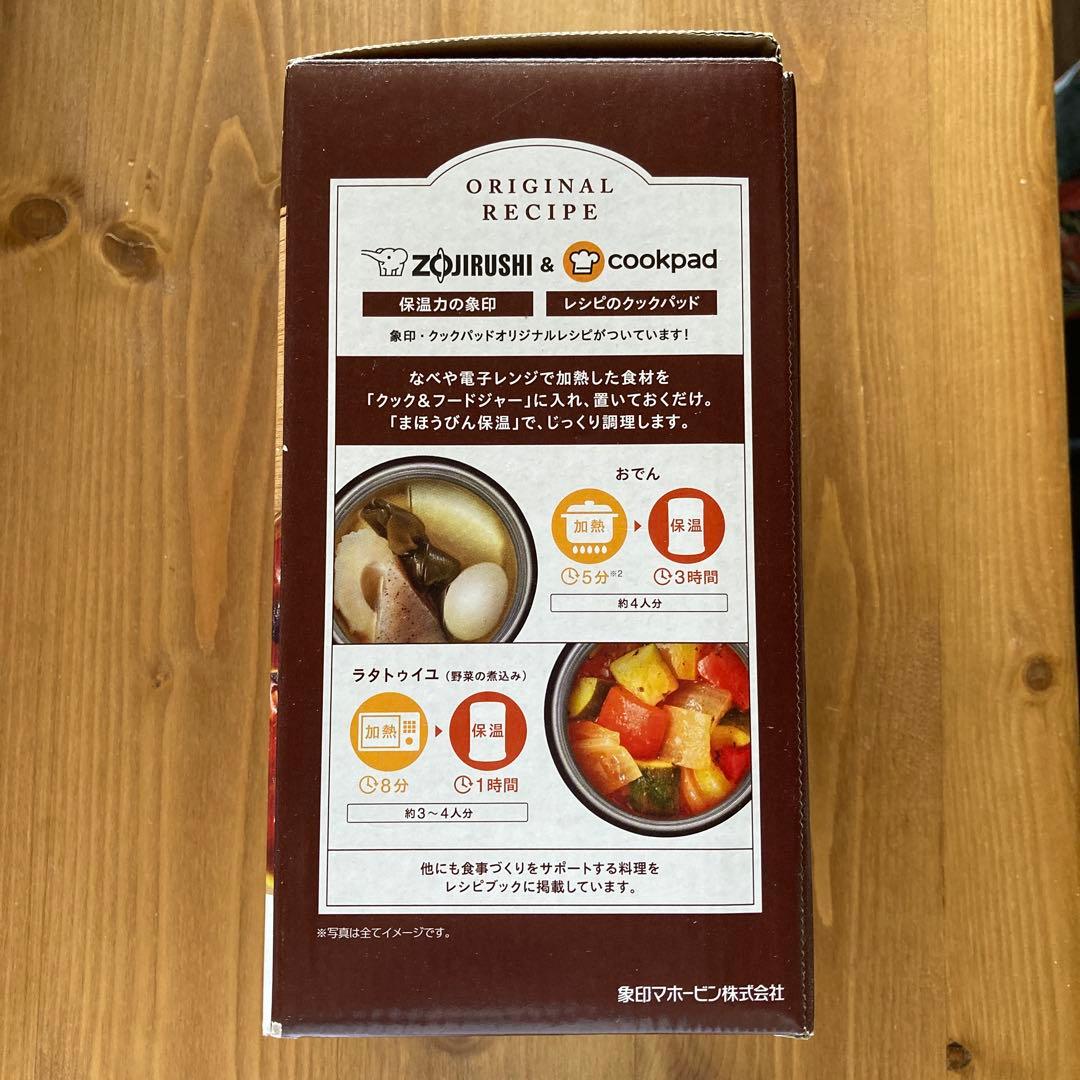 ORIGINAL
RECIPE
ZOJIRUSHI & cookpad
保温力の象印 レシピのクックパッド
象印・クックパッドオリジナルレシピがついています!
なべや電子レンジで加熱した食材を
「クック&フードジャー」に入れ、置いておくだけ。
「まほうびん保温」で、じっくり調理します。
おでん
加熱 保温
5分※2 3時間
約4人分
ラタトゥイユ（野菜の煮込み）
加熱 保温
8分 1時間
約3〜4人分
他にも食事づくりをサポートする料理を
レシピブックに掲載しています。
※写真は全てイメージです。
象印マホービン株式会社